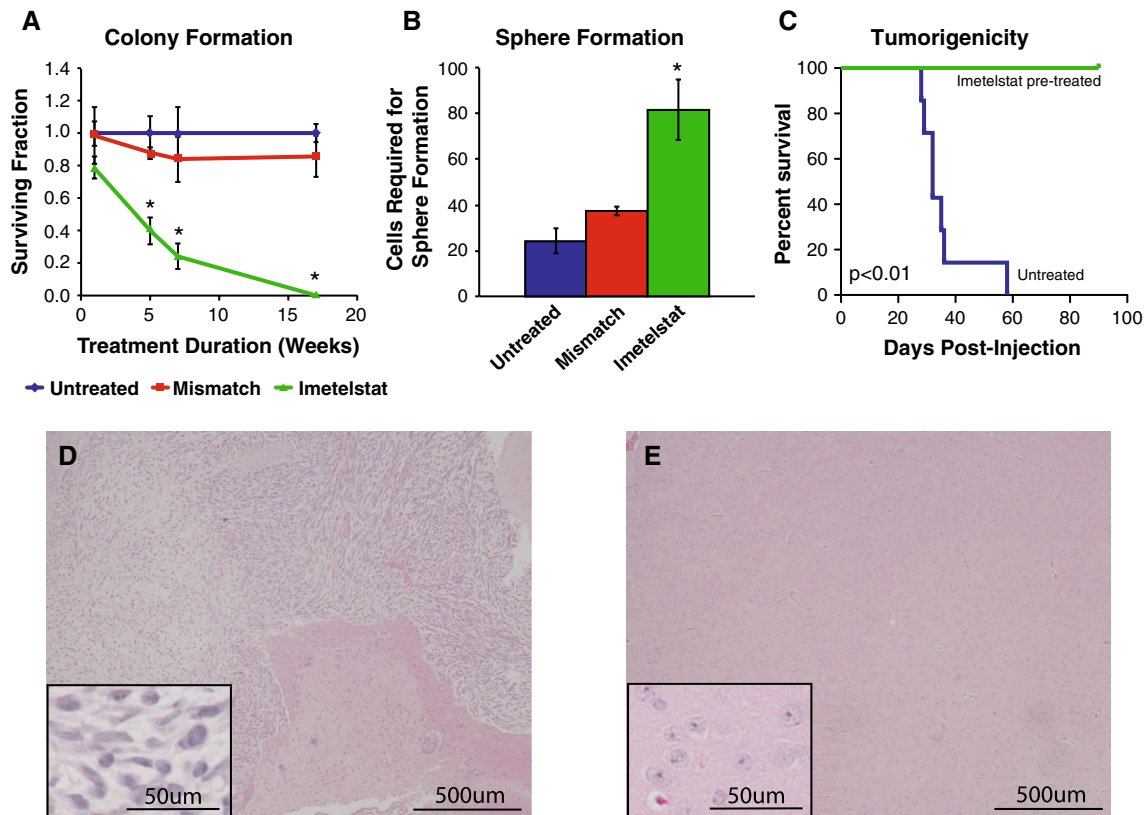 A
Colony Formation
Surviving Fraction
1.4
1.2
1.0
0.8
0.6
0.4
0.2
0.0
*
*
*
0
5
10
15
20
Treatment Duration (Weeks)
Untreated
Mismatch
Imetelstat
B
Sphere Formation
Cells Required for
Sphere Formation
100
80
60
40
20
0
*
Untreated
Mismatch
Imetelstat
C
Tumorigenicity
Percent survival
100
80
60
40
20
0
Imetelstat pre-treated
Untreated
p<0.01
0
20
40
60
80
100
Days Post-Injection
D
50um
500um
E
50um
500um